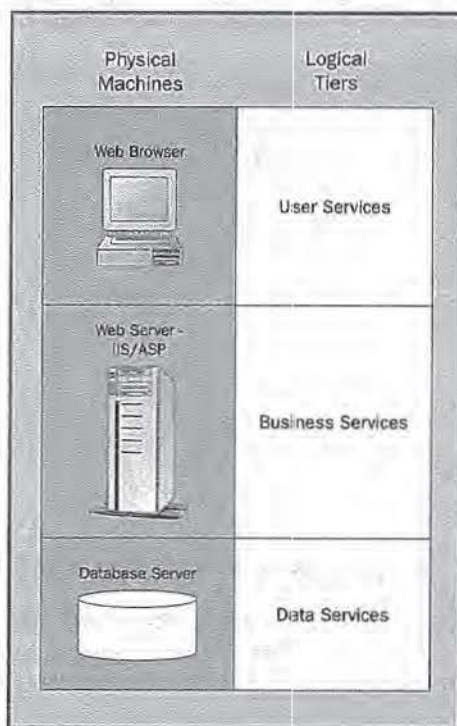 Physical
Machines
Logical
Tiers
Web Browser
User Services
Web Server -
IIS/ASP
Business Services
Database Server
Data Services